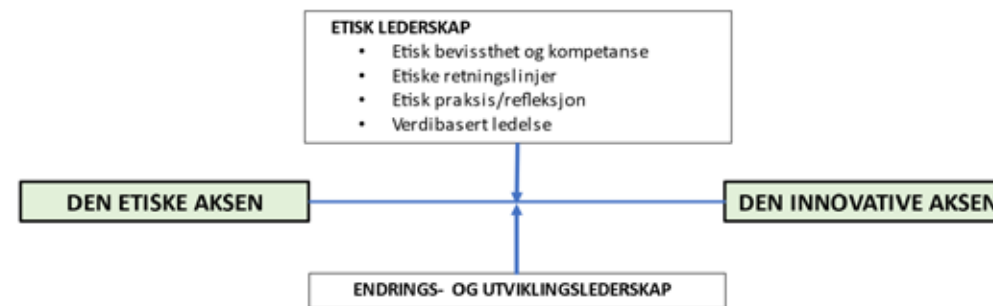 ETISK LEDERSKAP
• Etisk bevissthet og kompetanse
• Etiske retningslinjer
• Etisk praksis/refleksjon
• Verdibasert ledelse
DEN ETISKE AKSEN
DEN INNOVATIVE AKSEN
ENDRINGS- OG UTVIKLINGSLEDERSKAP